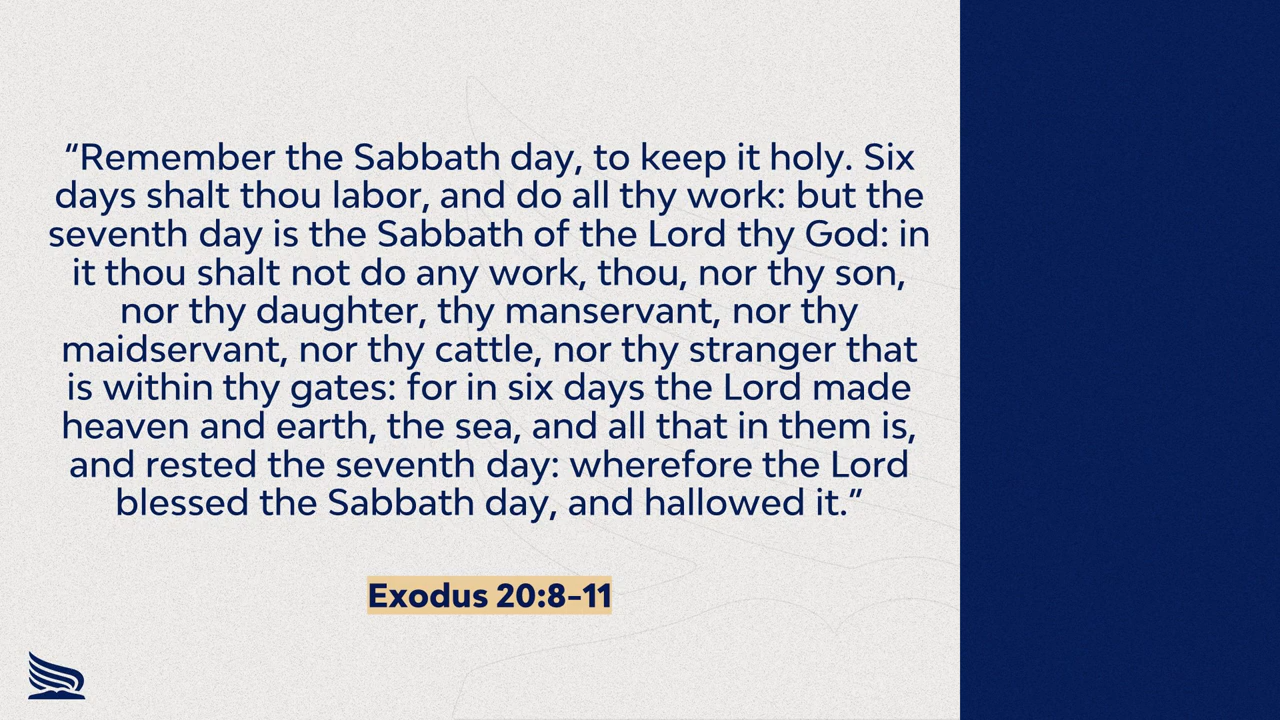 “Remember the Sabbath day, to keep it holy. Six
days shalt thou labor, and do all thy work: but the
seventh day is the Sabbath of the Lord thy God: in
it thou shalt not do any work, thou, nor thy son,
nor thy daughter, thy manservant, nor thy
maidservant, nor thy cattle, nor thy stranger that
is within thy gates: for in six days the Lord made
heaven and earth, the sea, and all that in them is,
and rested the seventh day: wherefore the Lord
blessed the Sabbath day, and hallowed it.”
Exodus 20:8–11